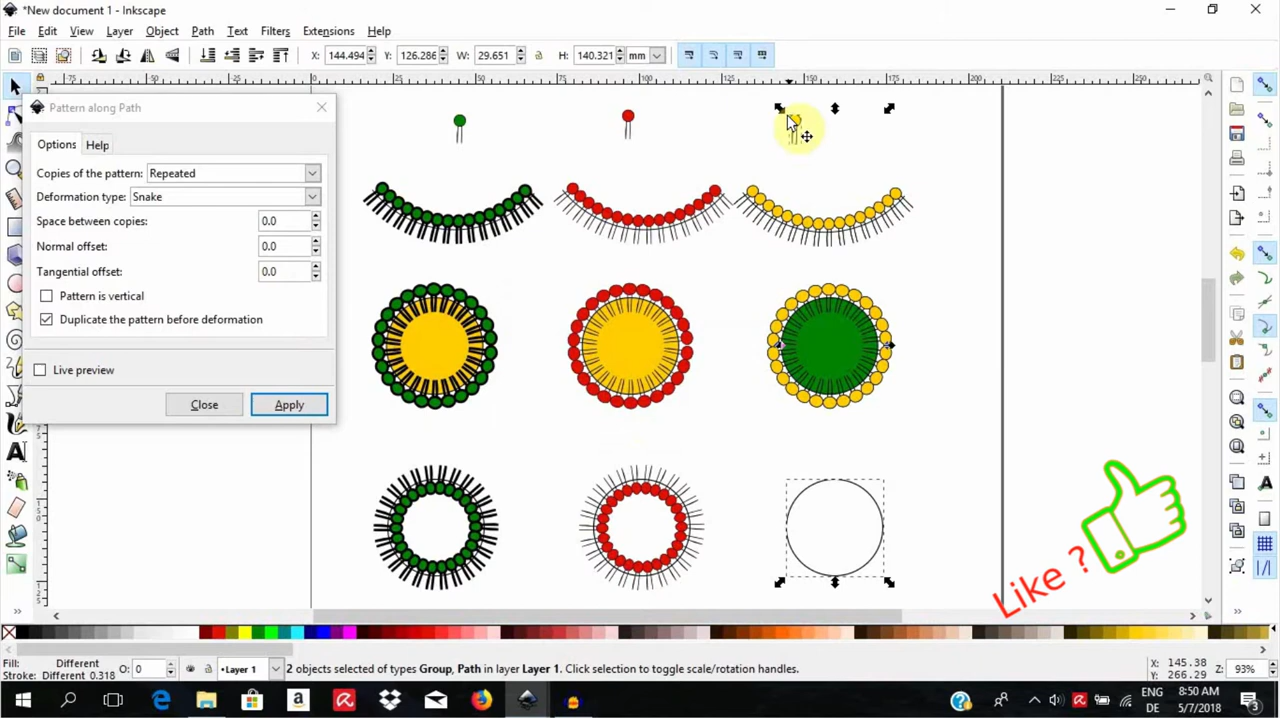 *New document 1 - Inkscape
File Edit View Layer Object Path Text Filters Extensions Help
X: 144.494 Y: 126.286 W: 29.651 H: 140.321 mm
Pattern along Path
Options Help
Copies of the pattern: Repeated
Deformation type: Snake
Space between copies: 0.0
Normal offset: 0.0
Tangential offset: 0.0
Pattern is vertical
Duplicate the pattern before deformation
Live preview
Close Apply
Like ?
Fill: Different
Stroke: Different 0.318
O: 0
Layer 1
2 objects selected of types Group, Path in layer Layer 1. Click selection to toggle scale/rotation handles.
X: 145.38
Y: 266.29
Z: 93%
ENG
DE
8:50 AM
5/7/2018
3